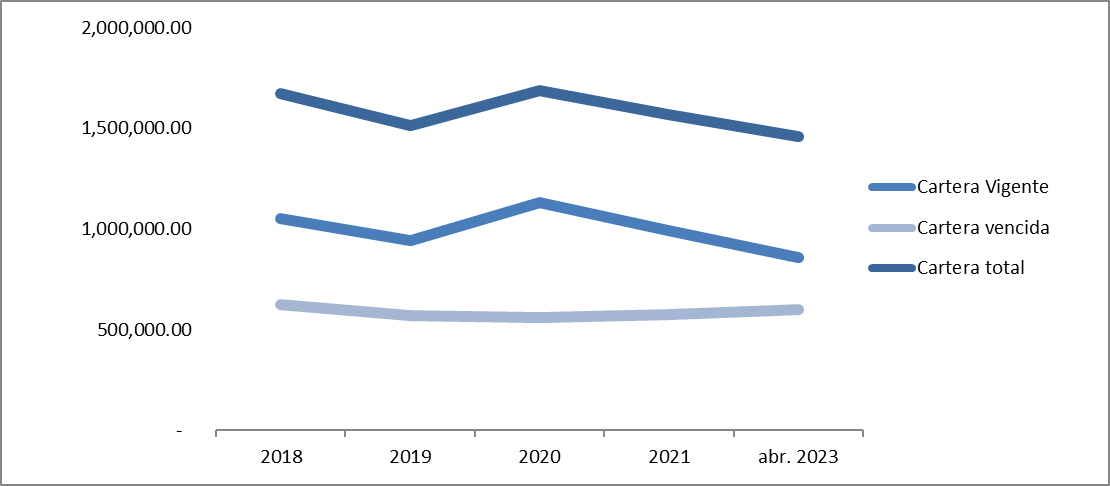 2,000,000.00
1,500,000.00
1,000,000.00
500,000.00
-
2018 2019 2020 2021 abr. 2023
Cartera Vigente
Cartera vencida
Cartera total